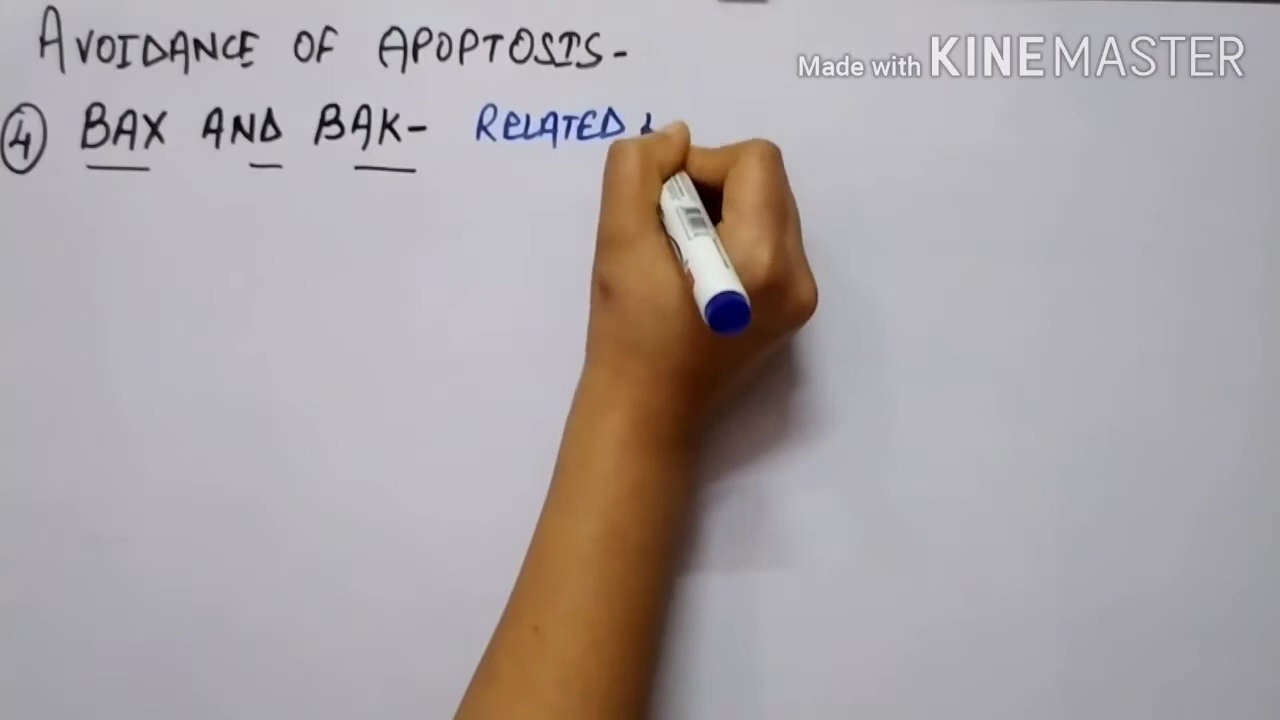 AVOIDANCE OF APOPTOSIS-
Made with KINEMASTER
④ BAX AND BAK- RELATED